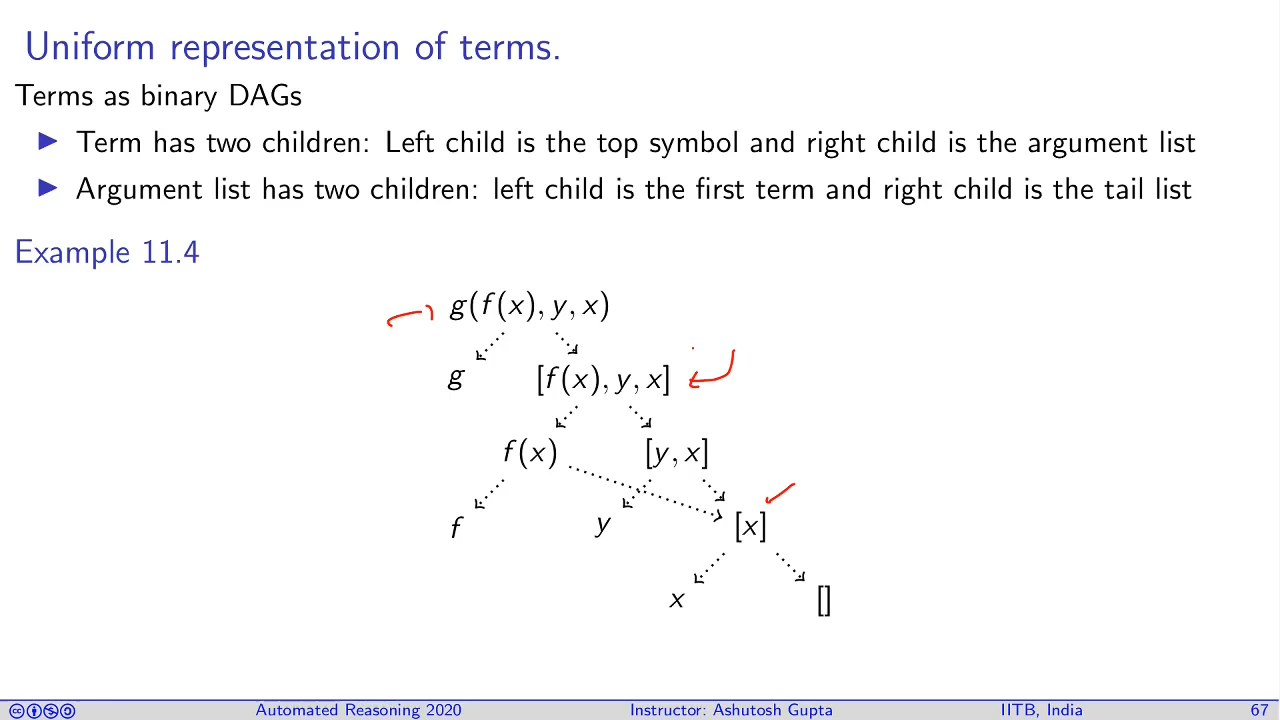 Uniform representation of terms.
Terms as binary DAGs
▶ Term has two children: Left child is the top symbol and right child is the argument list
▶ Argument list has two children: left child is the first term and right child is the tail list
Example 11.4
g(f(x), y, x)
g [f(x), y, x]
f(x) [y, x]
f y [x]
x []
Automated Reasoning 2020 Instructor: Ashutosh Gupta IITB, India 67